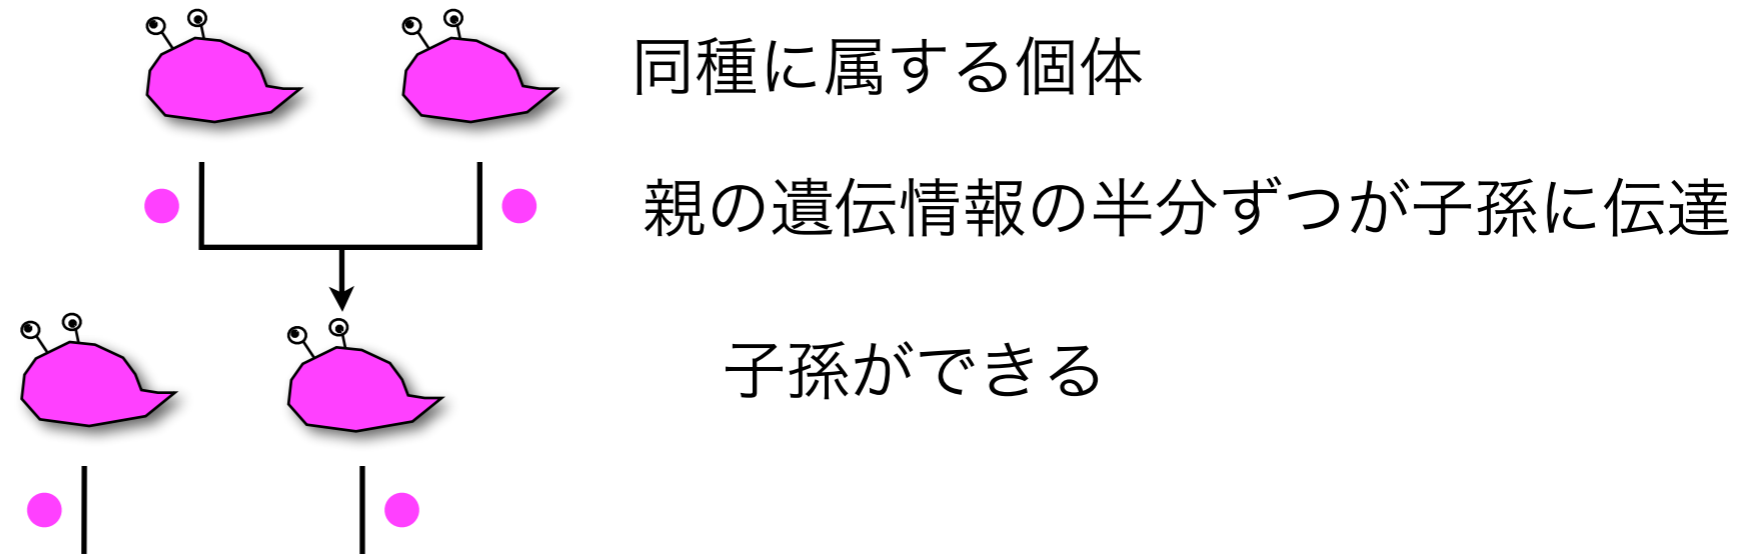 同種に属する個体
親の遺伝情報の半分ずつが子孫に伝達
子孫ができる